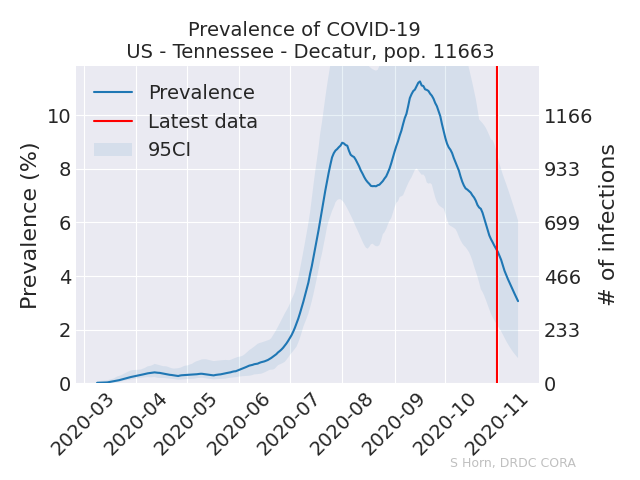 Prevalence of COVID-19
US - Tennessee - Decatur, pop. 11663
Prevalence
Latest data
95CI
Prevalence (%)
10
8
6
4
2
0
1166
933
699
466
233
0
# of infections
2020-03
2020-04
2020-05
2020-06
2020-07
2020-08
2020-09
2020-10
2020-11
S Horn, DRDC CORA